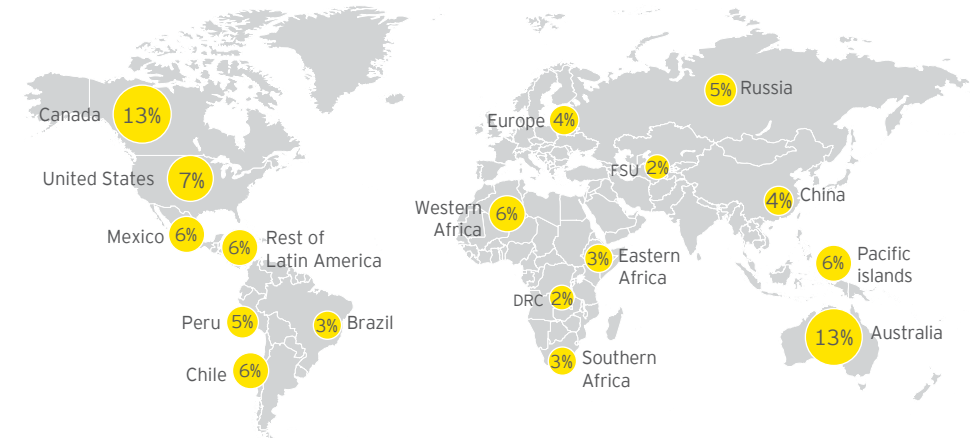 Canada 13%
United States 7%
Mexico 6%
6% Rest of
Latin America
Peru 5%
3% Brazil
Chile 6%
Europe 4%
5% Russia
FSU 2%
4% China
Western
Africa
6%
3% Eastern
Africa
DRC 2%
3% Southern
Africa
6% Pacific
islands
13% Australia